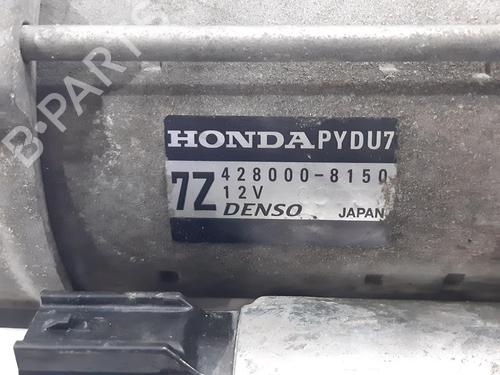 B-PARTS
HONDA PYDU7
7Z 428000-8150
12V
DENSO JAPAN